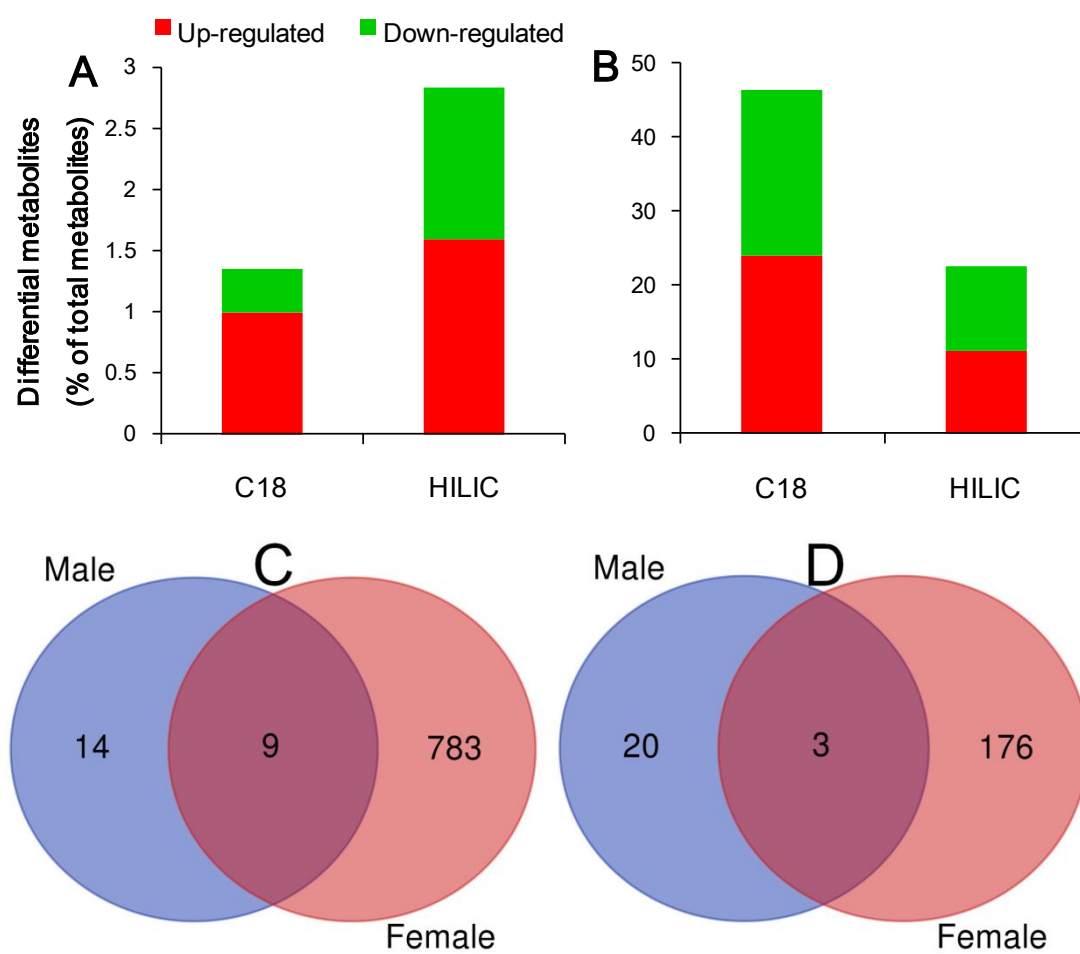 Up-regulated Down-regulated
A
B
Differential metabolites
(% of total metabolites)
3
2.5
2
1.5
1
0.5
0
C18 HILIC
50
40
30
20
10
0
C18 HILIC
C
Male
14 9 783
Female
D
Male
20 3 176
Female